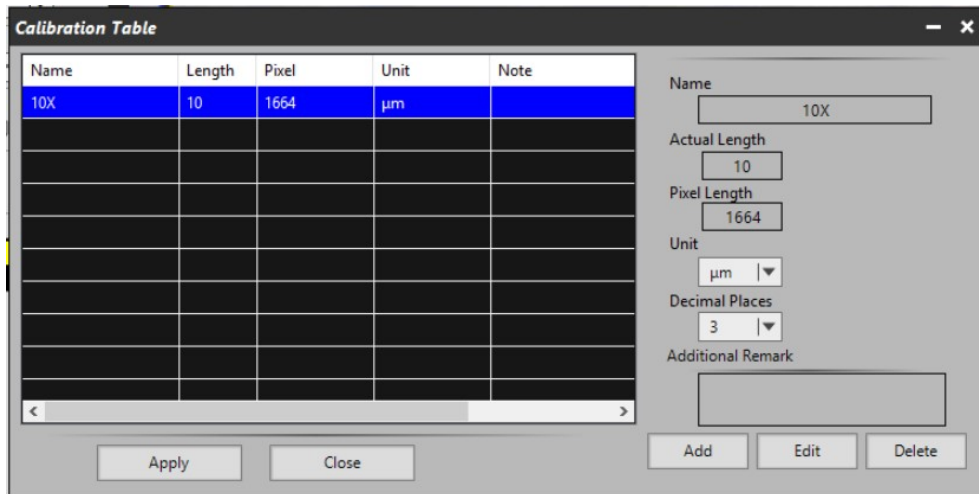 Calibration Table
Name Length Pixel Unit Note
10X 10 1664 µm
Name
10X
Actual Length
10
Pixel Length
1664
Unit
µm
Decimal Places
3
Additional Remark
Add Edit Delete
Apply Close